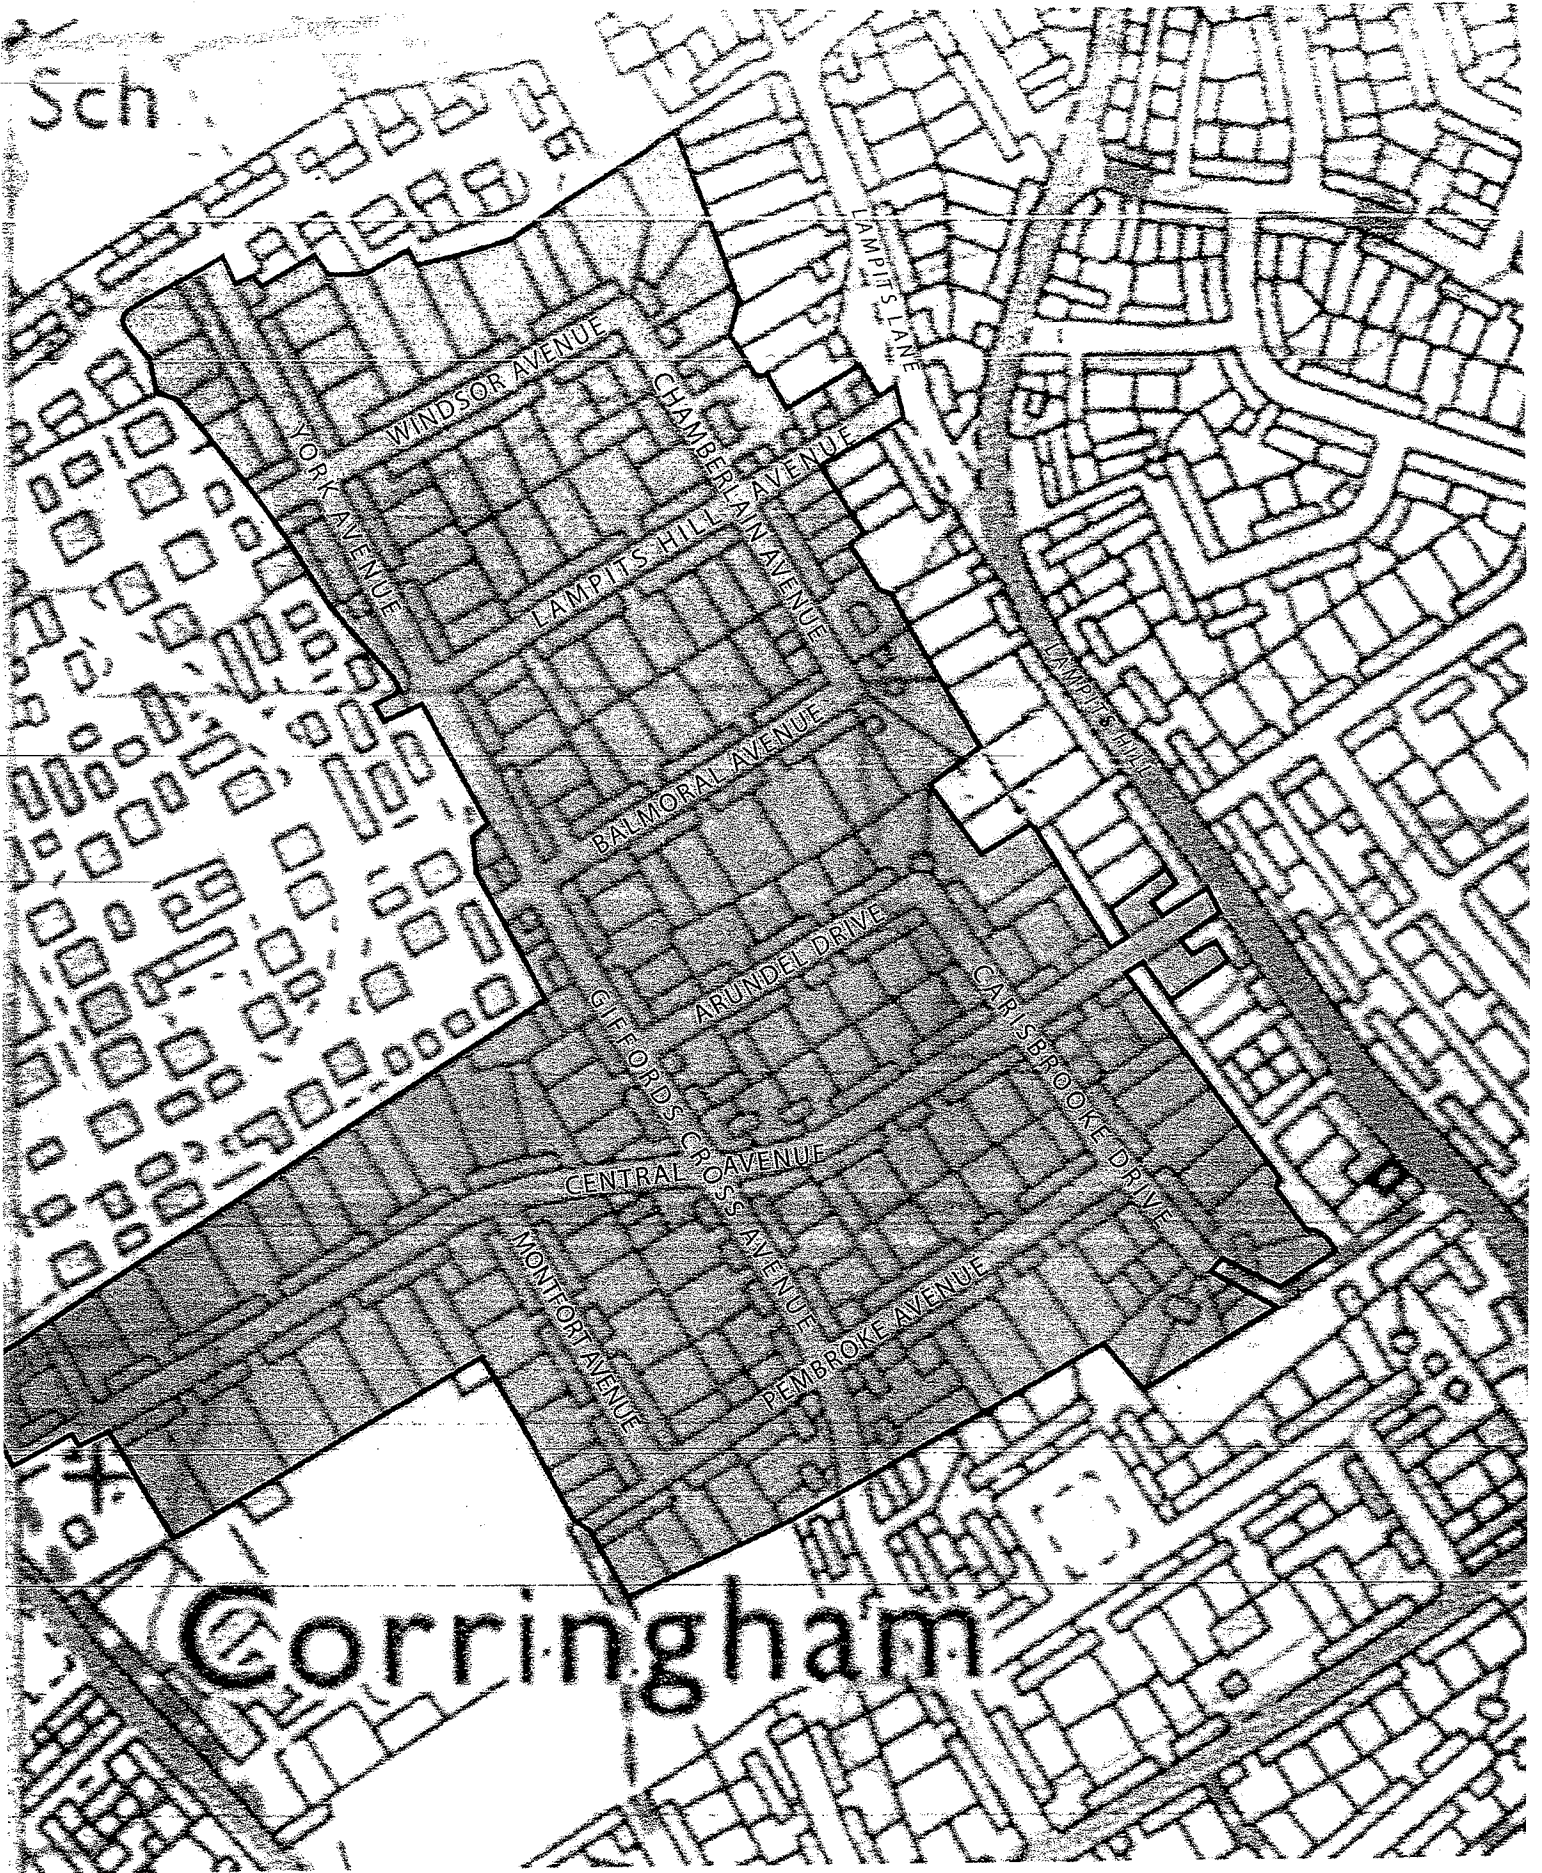 Sch
LAMPITS LANE
WINDSOR AVENUE
CHAMBERLAIN AVENUE
YORK AVENUE
LAMPITS HILL AVENUE
LAMPITS HILL
BALMORAL AVENUE
ARUNDEL DRIVE
CARISBROOKE DRIVE
GIFFORDS CROSS AVENUE
CENTRAL AVENUE
MONTFORT AVENUE
PEMBROKE AVENUE
Corringham